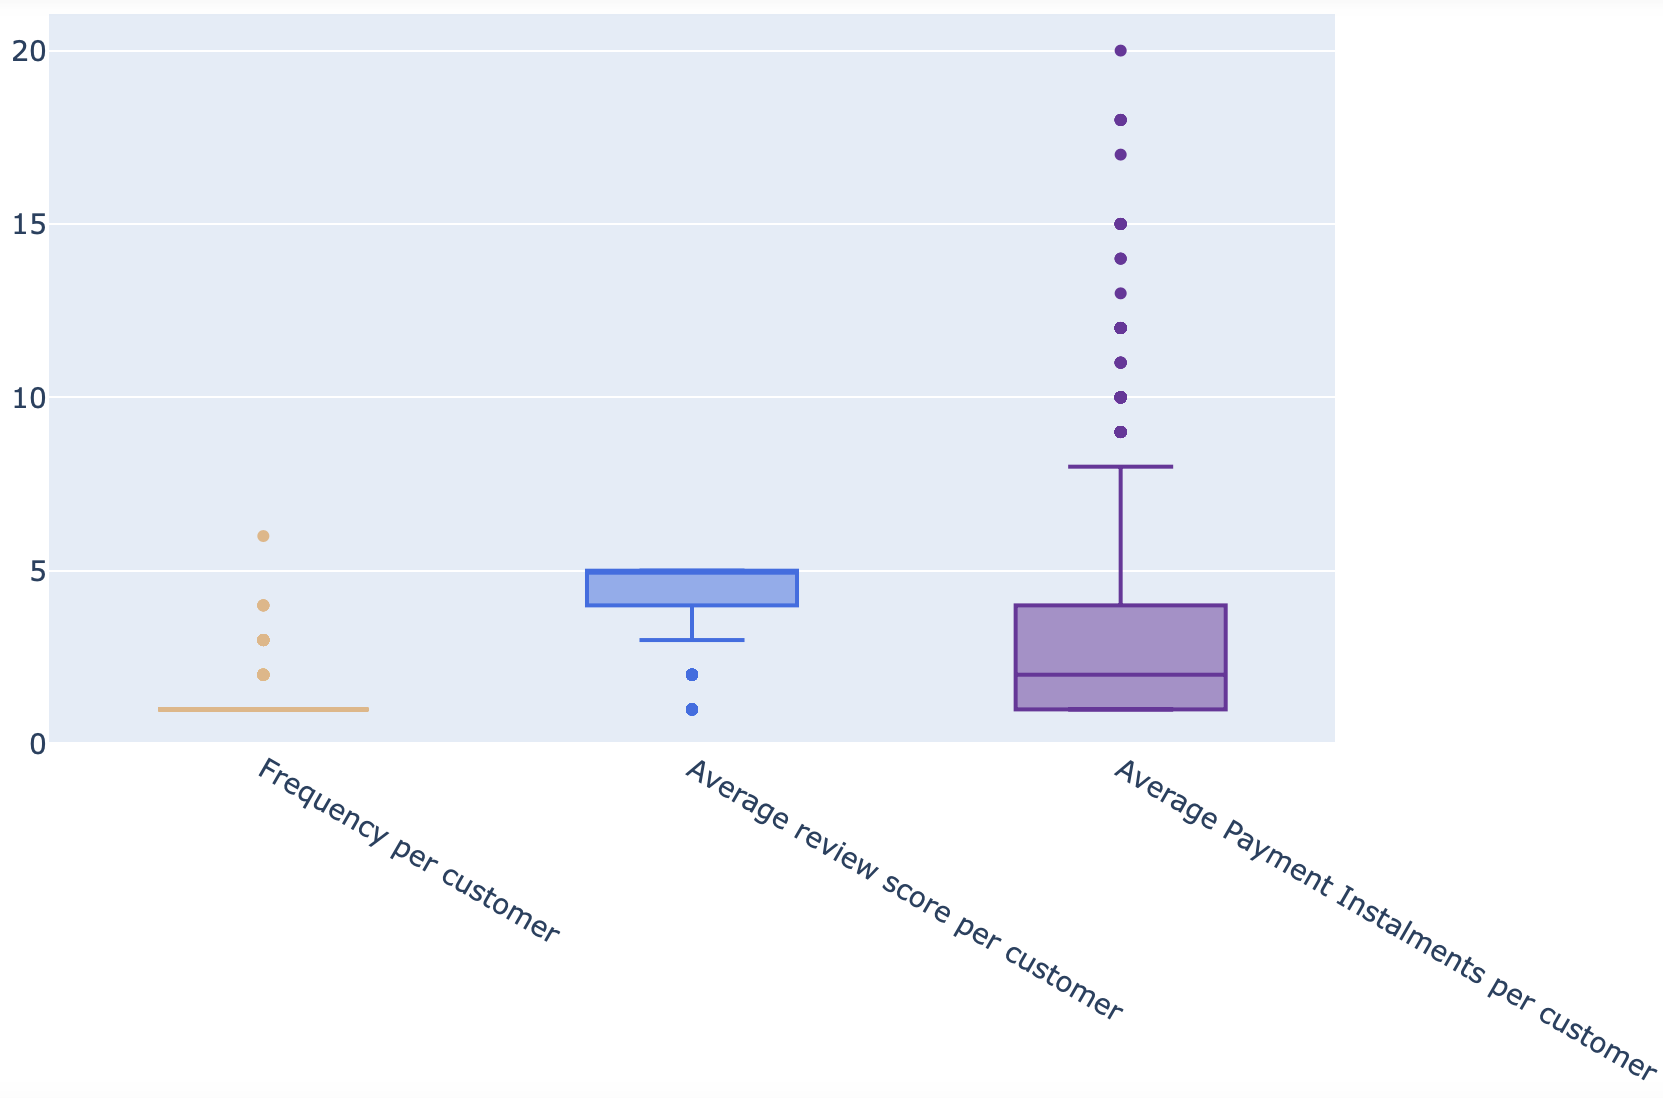 20
15
10
5
0
Frequency per customer
Average review score per customer
Average Payment Instalments per customer